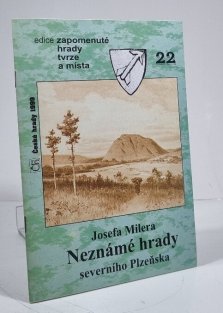 edice zapomenuté
hrady
tvrze
a místa
22
České hrady 1999
Josefa Milera
Neznámé hrady
severního Plzeňska